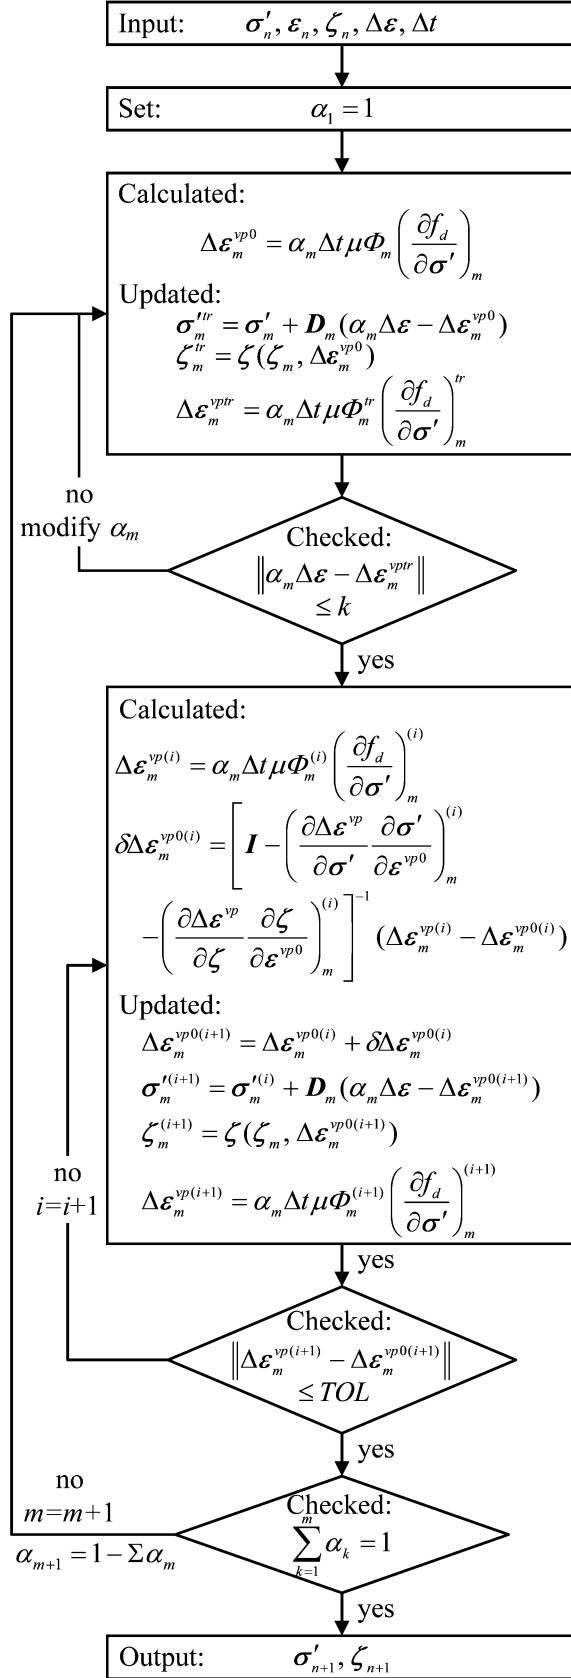 Input: σ′ₙ, εₙ, ζₙ, Δε, Δt
Set: α₁ = 1
Calculated:
Δε_m^{vp0} = α_m Δt μ Φ_m (∂f_d/∂σ′)_m
Updated:
σ′_m^{tr} = σ′_m + D_m(α_m Δε − Δε_m^{vp0})
ζ_m^{tr} = ζ(ζ_m, Δε_m^{vp0})
Δε_m^{vptr} = α_m Δt μ Φ_m^{tr} (∂f_d/∂σ′)_m^{tr}
no
modify α_m
Checked:
‖α_m Δε − Δε_m^{vptr}‖
≤ k
yes
Calculated:
Δε_m^{vp(i)} = α_m Δt μ Φ_m^{(i)} (∂f_d/∂σ′)_m^{(i)}
δΔε_m^{vp0(i)} = [I − (∂Δε^{vp}/∂σ′ ∂σ′/∂ε^{vp0})_m^{(i)}
− (∂Δε^{vp}/∂ζ ∂ζ/∂ε^{vp0})_m^{(i)}]^{−1} (Δε_m^{vp(i)} − Δε_m^{vp0(i)})
Updated:
Δε_m^{vp0(i+1)} = Δε_m^{vp0(i)} + δΔε_m^{vp0(i)}
σ′_m^{(i+1)} = σ′_m^{(i)} + D_m(α_m Δε − Δε_m^{vp0(i+1)})
ζ_m^{(i+1)} = ζ(ζ_m, Δε_m^{vp0(i+1)})
no
i=i+1
Δε_m^{vp(i+1)} = α_m Δt μ Φ_m^{(i+1)} (∂f_d/∂σ′)_m^{(i+1)}
yes
Checked:
‖Δε_m^{vp(i+1)} − Δε_m^{vp0(i+1)}‖
≤ TOL
yes
no
m=m+1
α_{m+1} = 1 − Σα_m
Checked:
∑_{k=1}^{m} α_k = 1
yes
Output: σ′_{n+1}, ζ_{n+1}